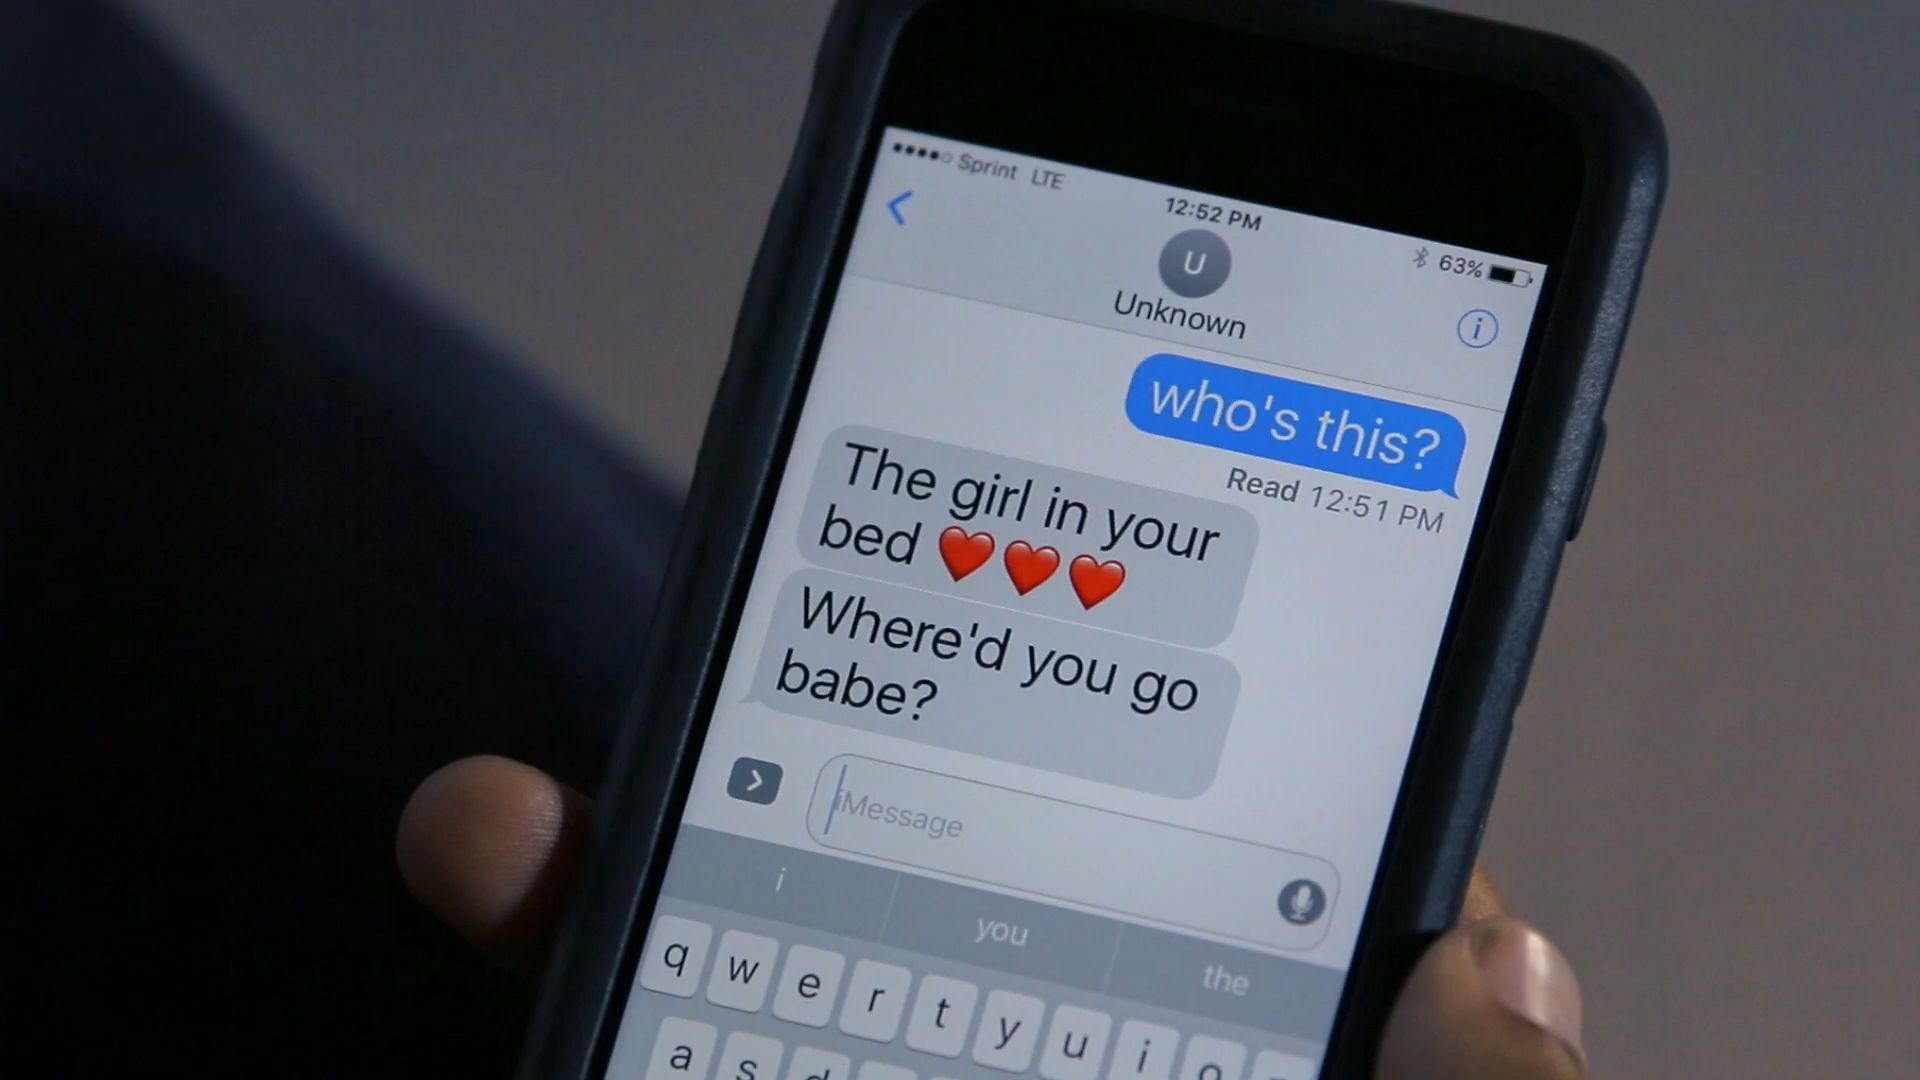 Sprint LTE
12:52 PM
63%
U
Unknown
who's this?
Read 12:51 PM
The girl in your
bed ❤️❤️❤️
Where'd you go
babe?
iMessage
i you the
q w e r t y u i o
a s d